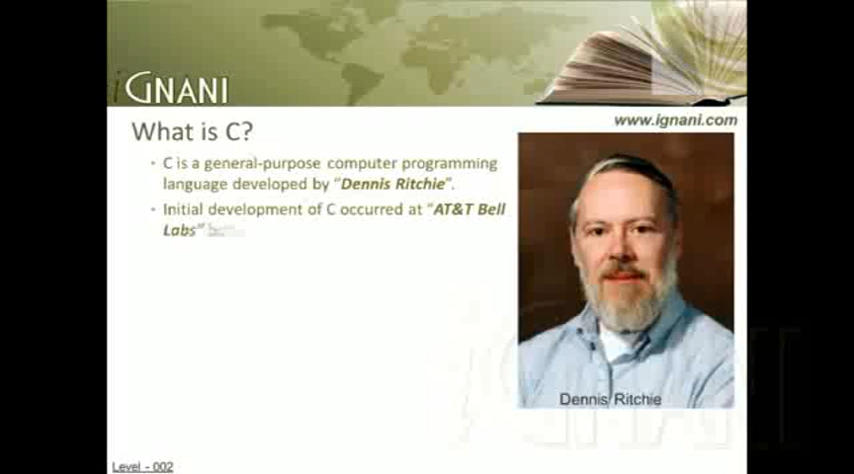 iGNANI
www.ignani.com
What is C?
• C is a general-purpose computer programming
language developed by “Dennis Ritchie”.
• Initial development of C occurred at “AT&T Bell
Labs”
Dennis Ritchie
IGNANI
Level - 002